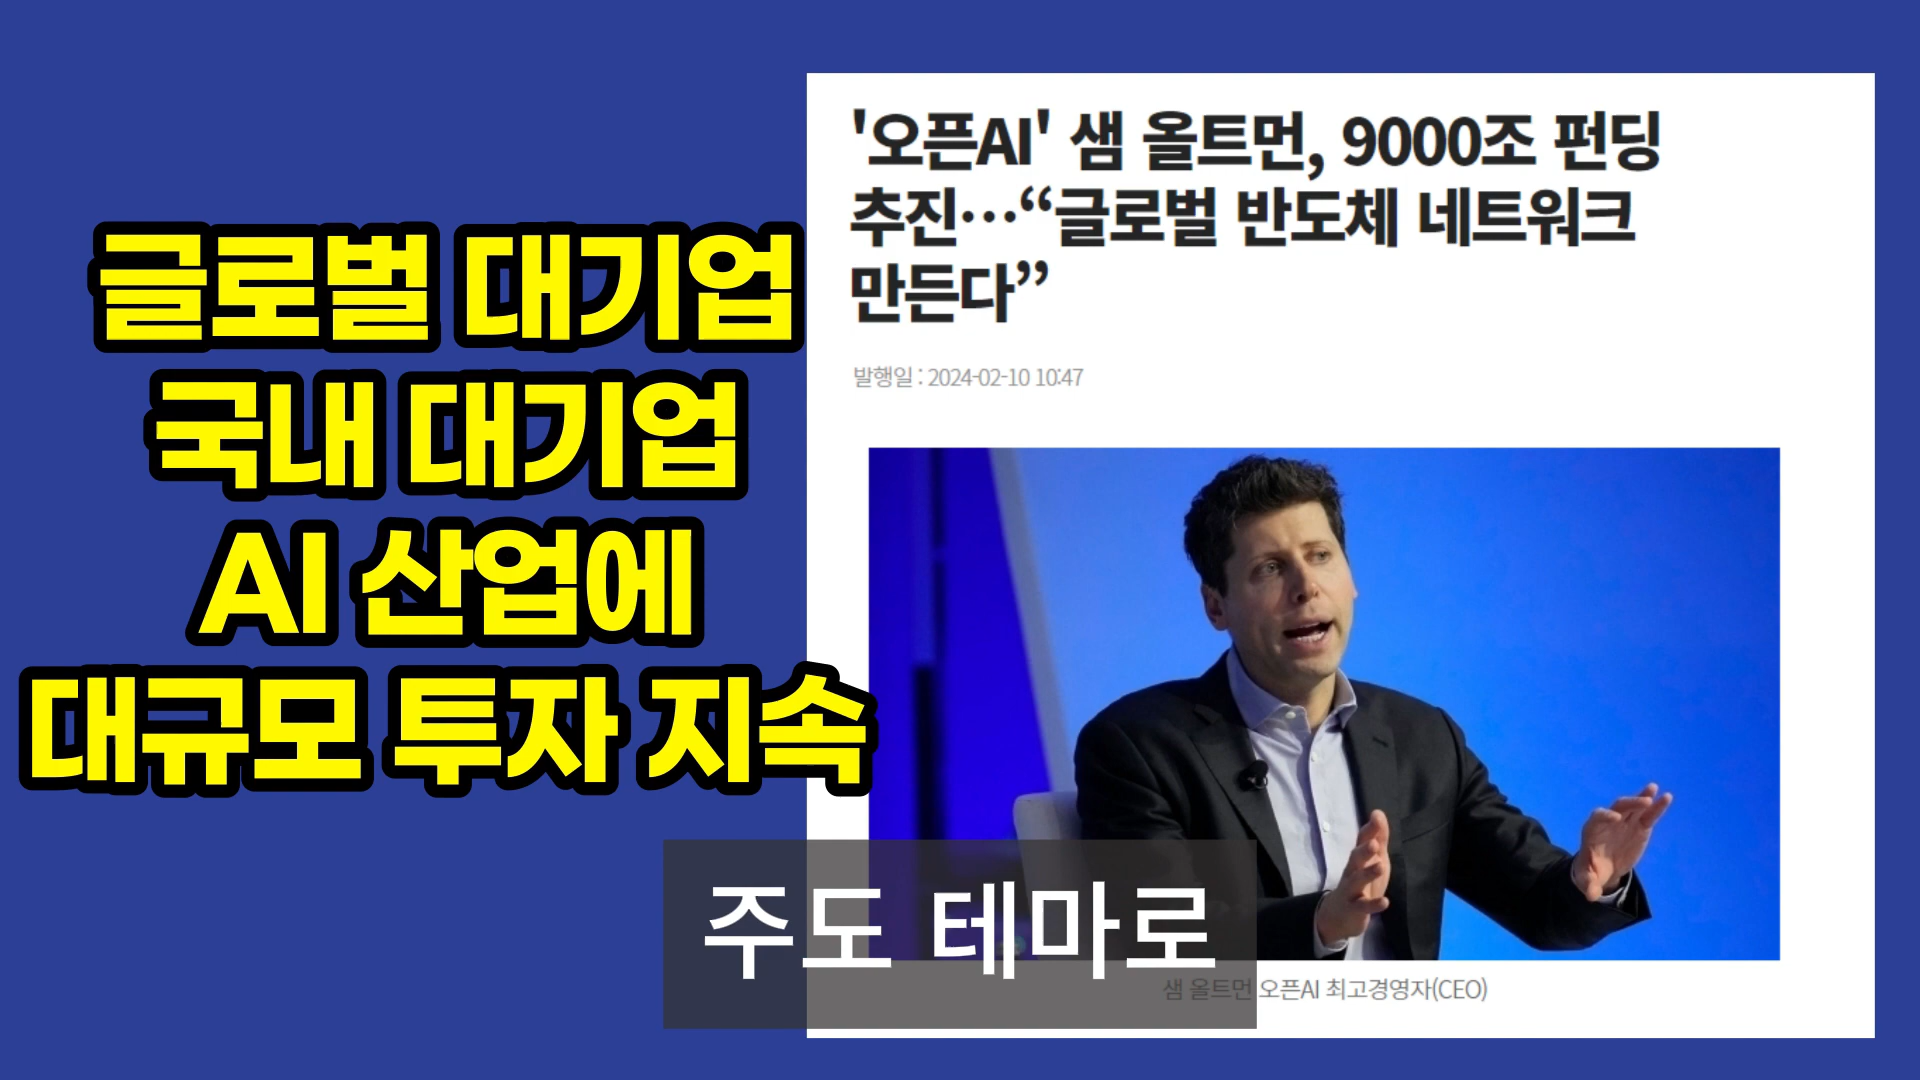 글로벌 대기업
국내 대기업
AI 산업에
대규모 투자 지속
'오픈AI' 샘 올트먼, 9000조 펀딩
추진…“글로벌 반도체 네트워크
만든다”
발행일 : 2024-02-10 10:47
샘 올트먼 오픈AI 최고경영자(CEO)
주도 테마로